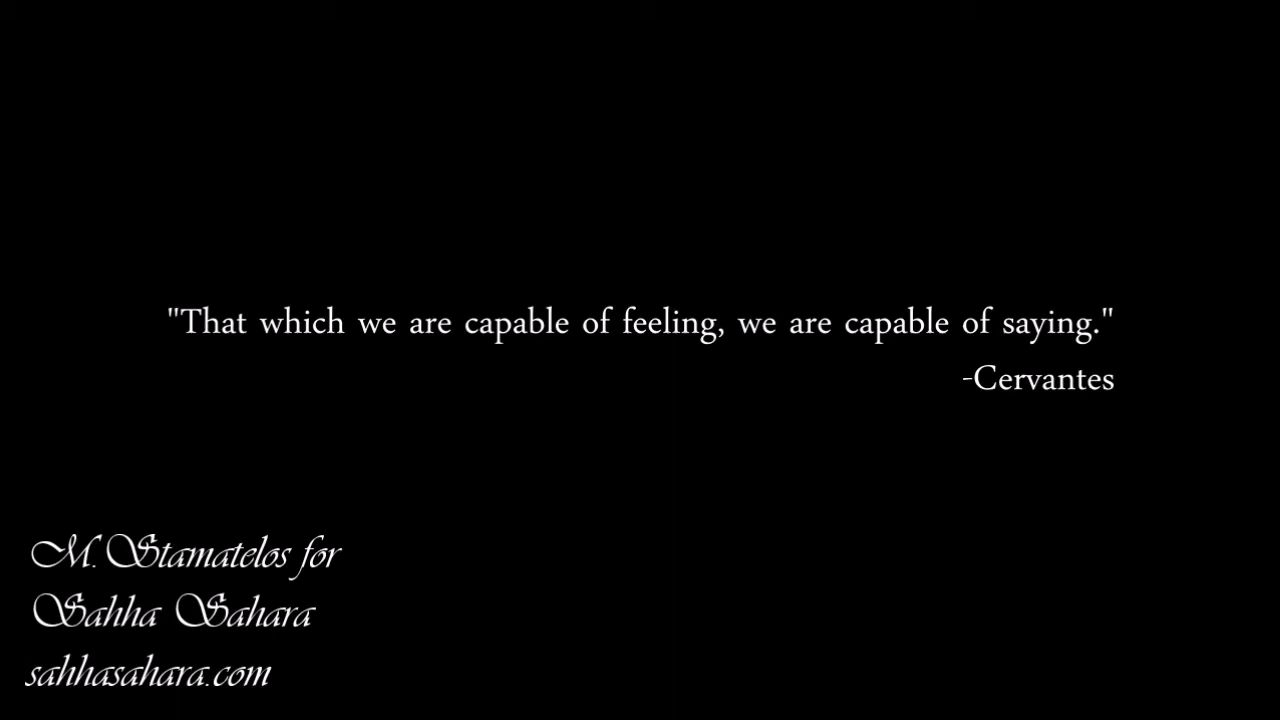 "That which we are capable of feeling, we are capable of saying."
-Cervantes
M. Stamatelos for
Sahha Sahara
sahhasahara.com